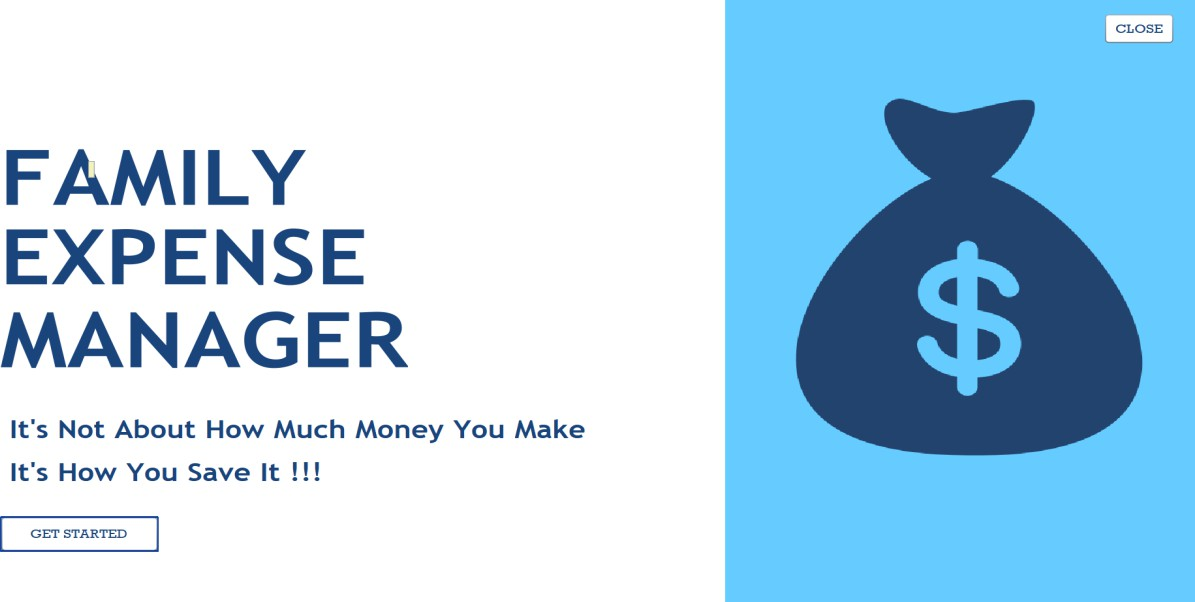 CLOSE
FAMILY
EXPENSE
MANAGER
It's Not About How Much Money You Make
It's How You Save It !!!
GET STARTED
$